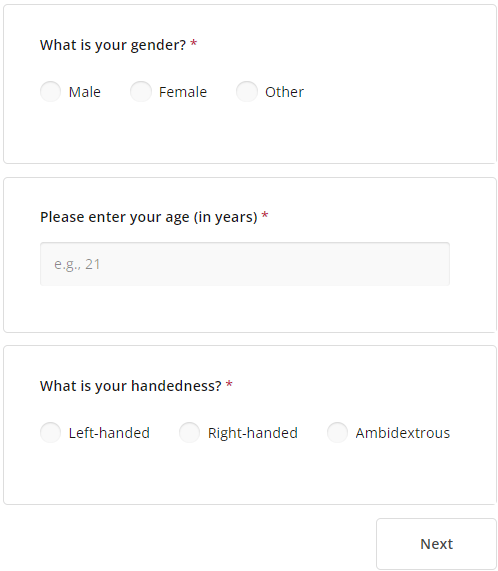 What is your gender? *
Male Female Other
Please enter your age (in years) *
e.g., 21
What is your handedness? *
Left-handed Right-handed Ambidextrous
Next